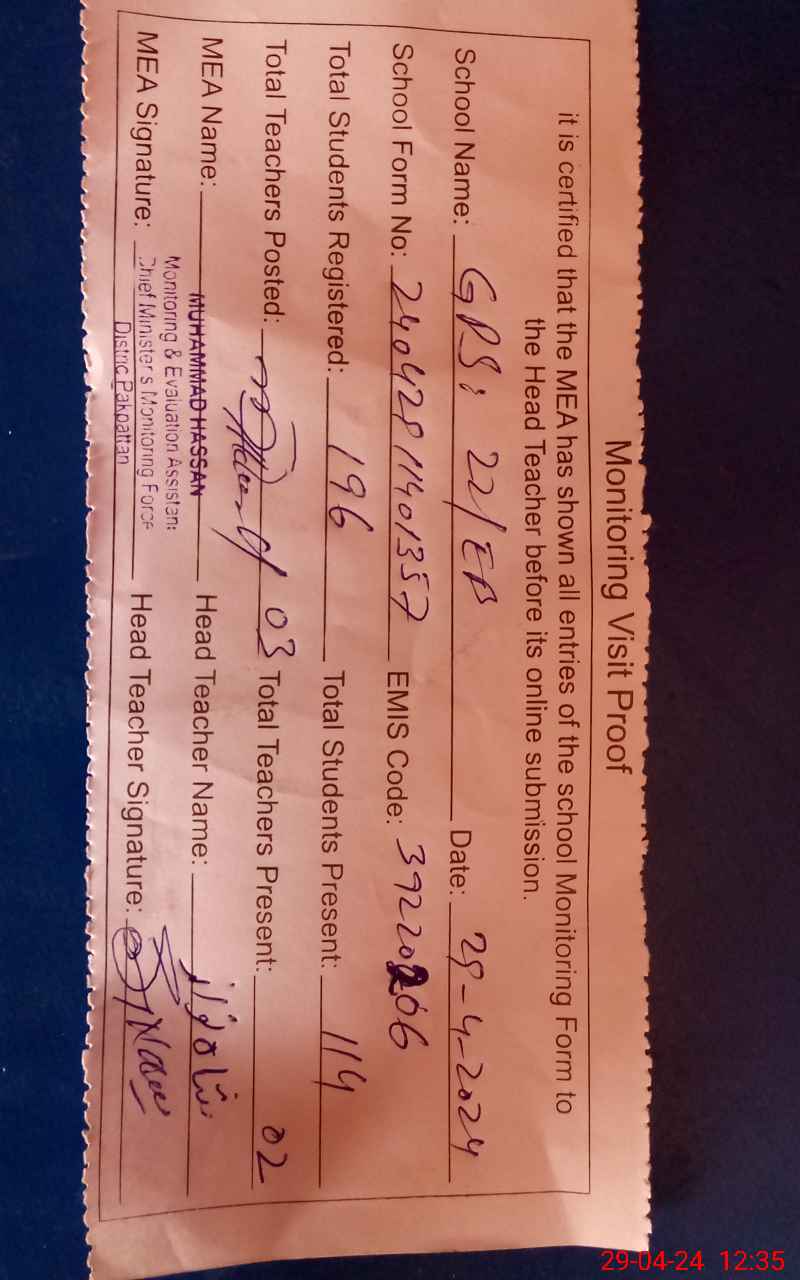 Monitoring Visit Proof
it is certified that the MEA has shown all entries of the school Monitoring Form to
the Head Teacher before its online submission.
School Name: GPS, 22/EB Date: 29-4-2024
School Form No: 24042911401357 EMIS Code: 39220206
Total Students Registered: 196 Total Students Present: 114
Total Teachers Posted: 03 Total Teachers Present: 02
MEA Name: MUHAMMAD HASSAN Head Teacher Name:
Monitoring & Evaluation Assistant
MEA Signature: Chief Minister's Monitoring Force Head Teacher Signature:
District Pakpattan
29-04-24 12:35